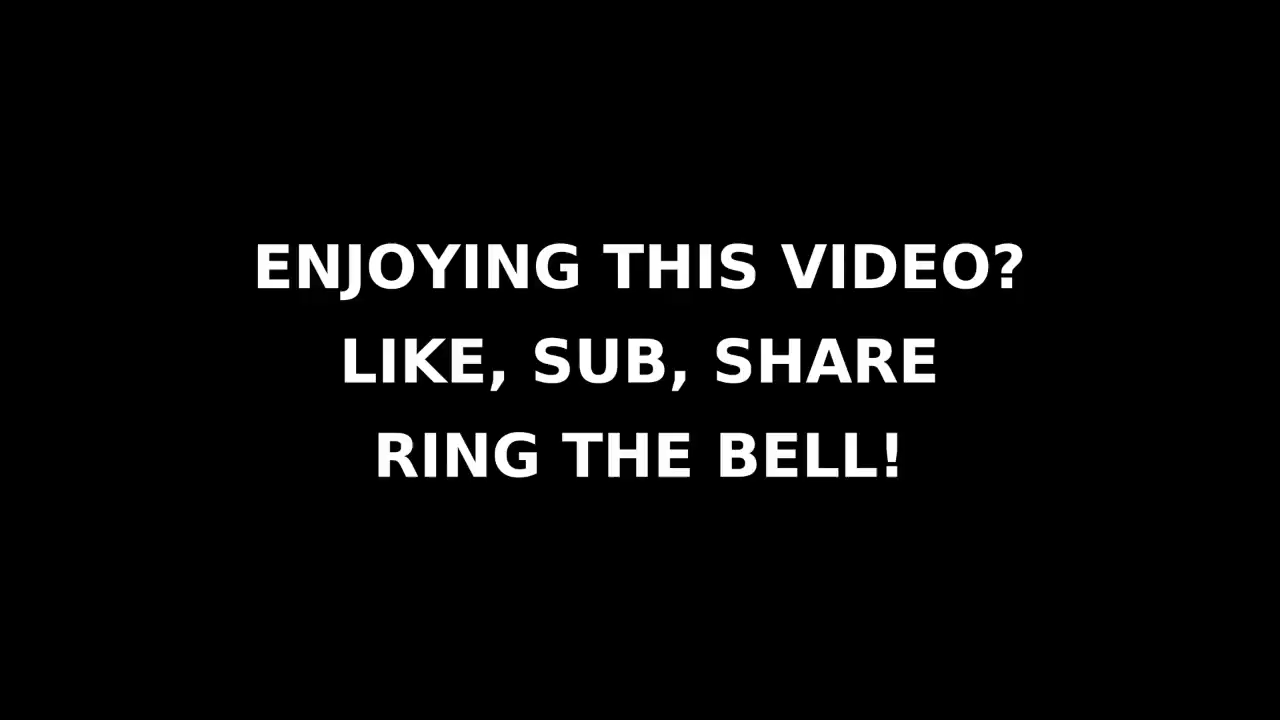 ENJOYING THIS VIDEO?
LIKE, SUB, SHARE
RING THE BELL!